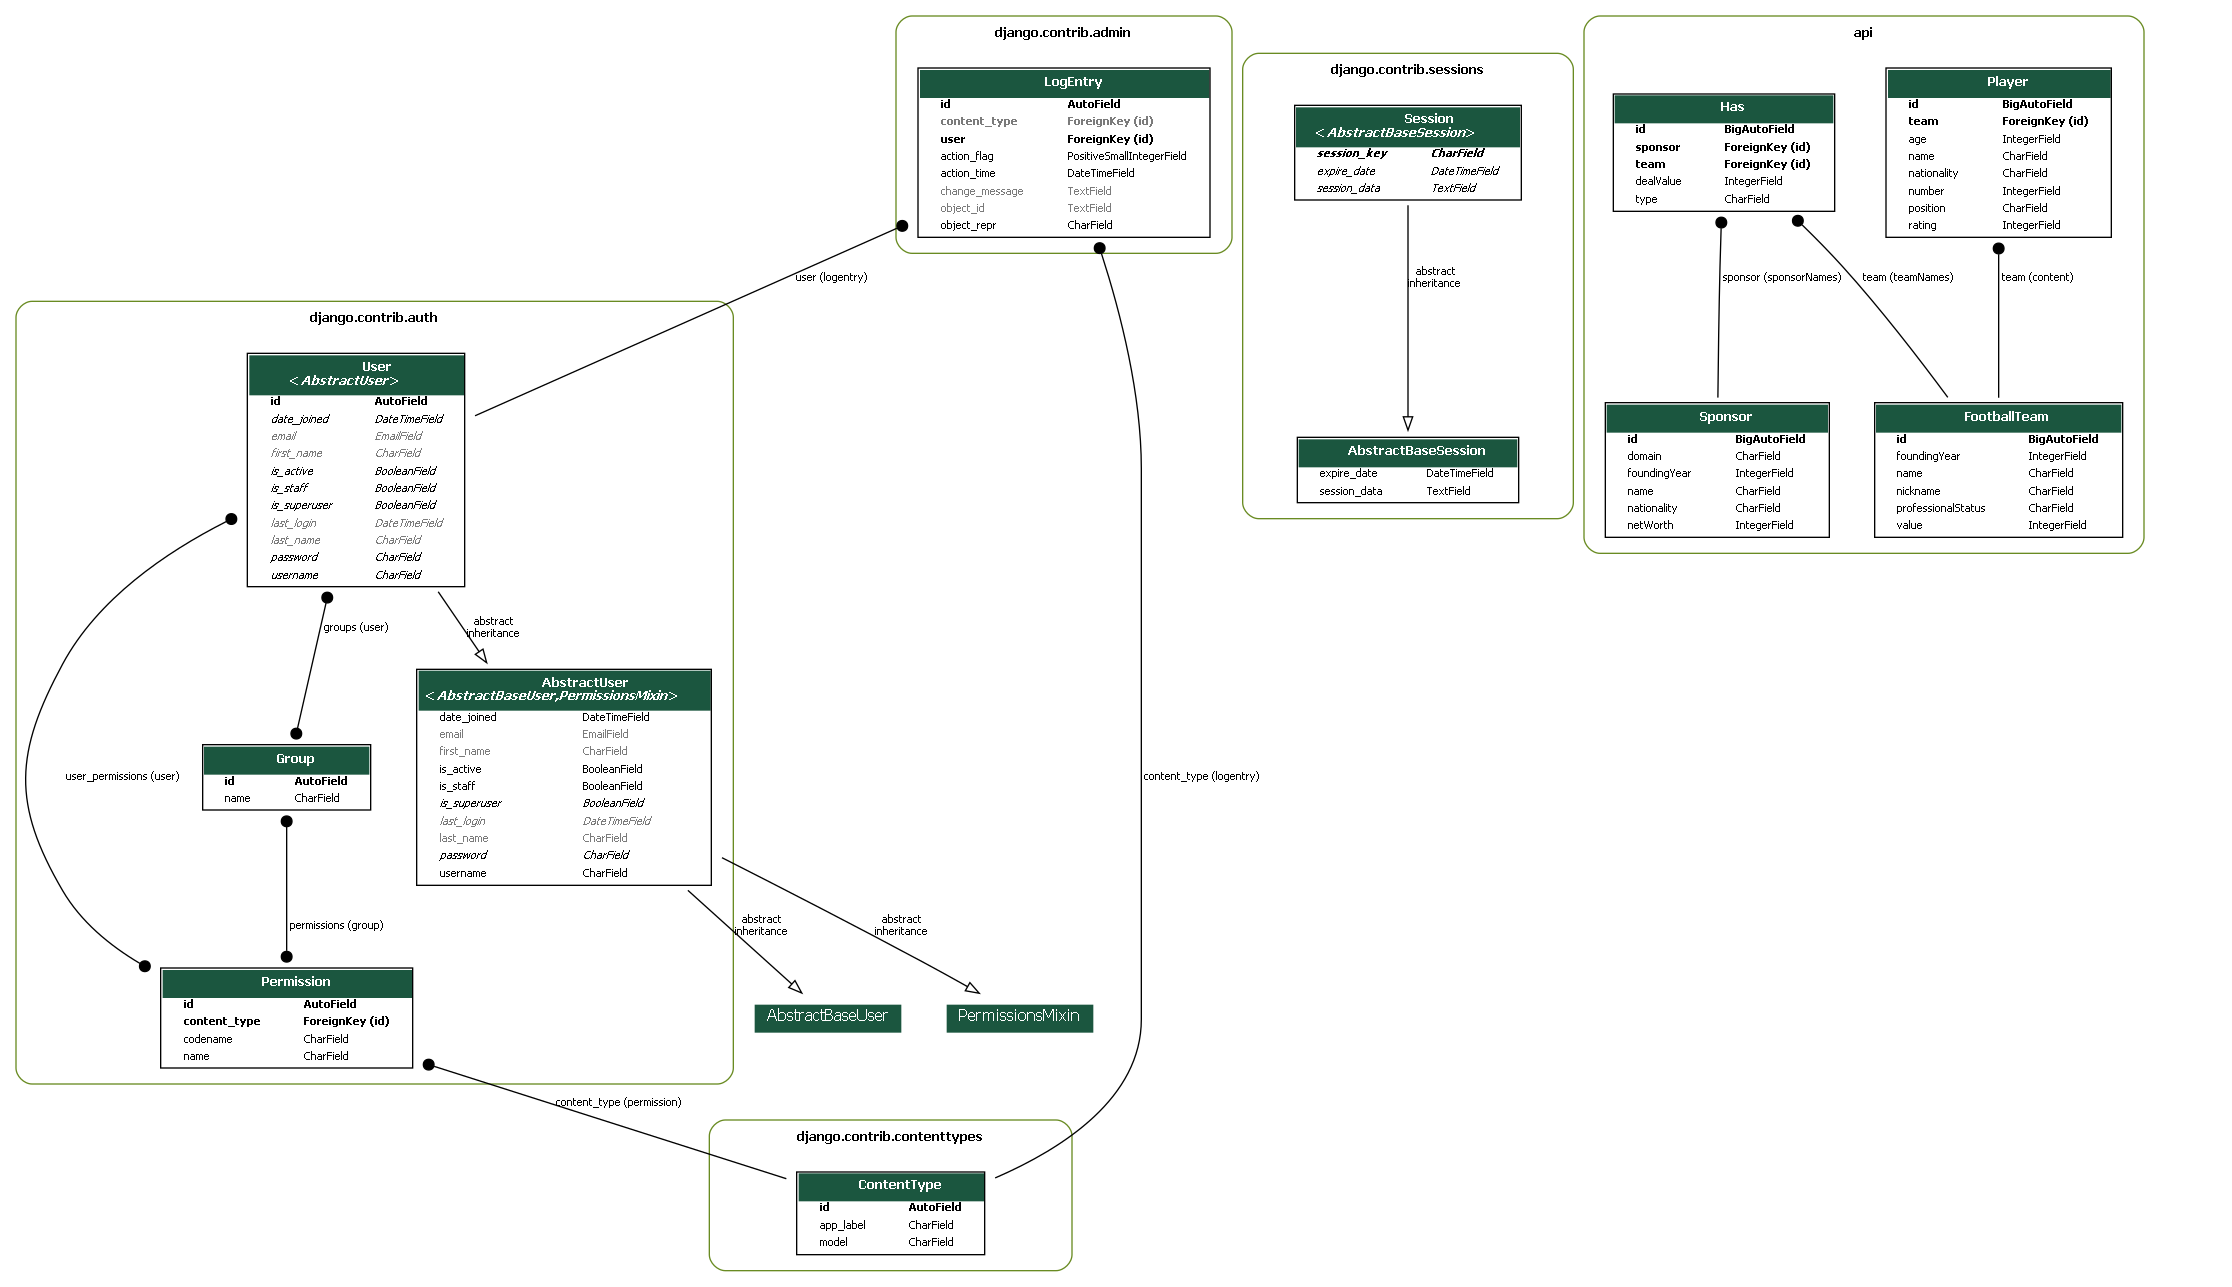 django.contrib.admin
LogEntry
id AutoField
content_type ForeignKey (id)
user ForeignKey (id)
action_flag PositiveSmallIntegerField
action_time DateTimeField
change_message TextField
object_id TextField
object_repr CharField
django.contrib.sessions
Session
<AbstractBaseSession>
session_key CharField
expire_date DateTimeField
session_data TextField
abstract
inheritance
AbstractBaseSession
expire_date DateTimeField
session_data TextField
api
Has
id BigAutoField
sponsor ForeignKey (id)
team ForeignKey (id)
dealValue IntegerField
type CharField
Player
id BigAutoField
team ForeignKey (id)
age IntegerField
name CharField
nationality CharField
number IntegerField
position CharField
rating IntegerField
sponsor (sponsorNames)
team (teamNames)
team (content)
Sponsor
id BigAutoField
domain CharField
foundingYear IntegerField
name CharField
nationality CharField
netWorth IntegerField
FootballTeam
id BigAutoField
foundingYear IntegerField
name CharField
nickname CharField
professionalStatus CharField
value IntegerField
user (logentry)
django.contrib.auth
User
<AbstractUser>
id AutoField
date_joined DateTimeField
email EmailField
first_name CharField
is_active BooleanField
is_staff BooleanField
is_superuser BooleanField
last_login DateTimeField
last_name CharField
password CharField
username CharField
groups (user)
abstract
inheritance
AbstractUser
<AbstractBaseUser,PermissionsMixin>
date_joined DateTimeField
email EmailField
first_name CharField
is_active BooleanField
is_staff BooleanField
is_superuser BooleanField
last_login DateTimeField
last_name CharField
password CharField
username CharField
Group
id AutoField
name CharField
user_permissions (user)
content_type (logentry)
permissions (group)
abstract
inheritance
abstract
inheritance
Permission
id AutoField
content_type ForeignKey (id)
codename CharField
name CharField
AbstractBaseUser
PermissionsMixin
content_type (permission)
django.contrib.contenttypes
ContentType
id AutoField
app_label CharField
model CharField